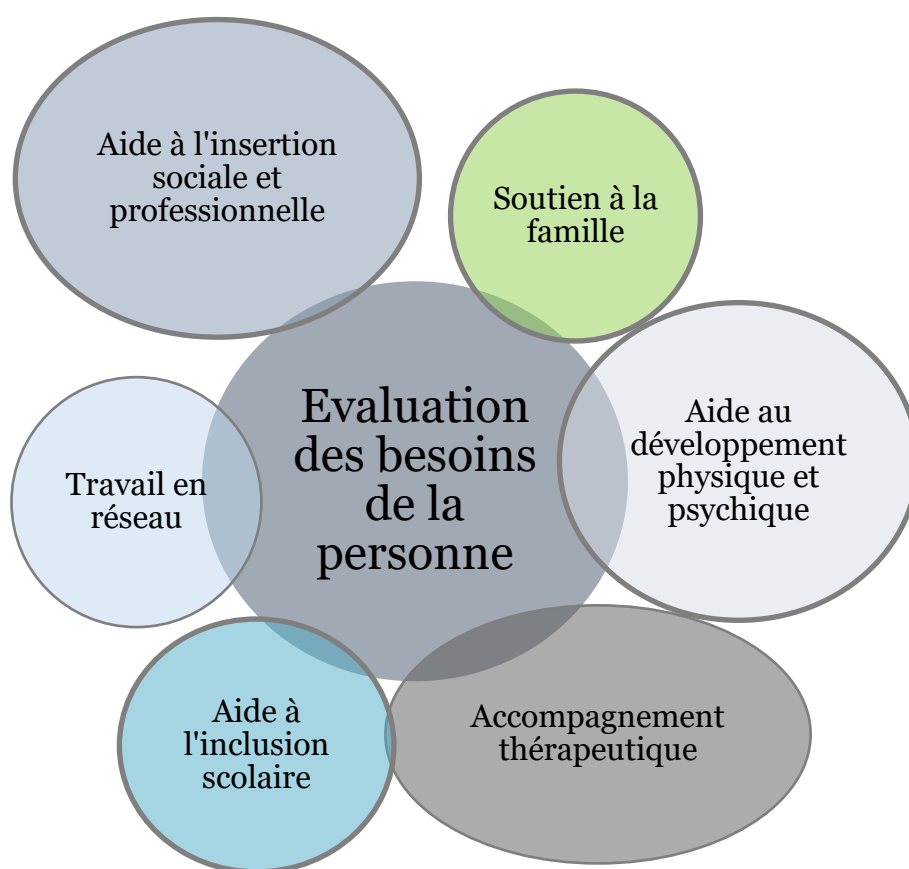 Aide à l'insertion
sociale et
professionnelle
Soutien à la
famille
Evaluation
des besoins
de la
personne
Aide au
développement
physique et
psychique
Travail en
réseau
Aide à
l'inclusion
scolaire
Accompagnement
thérapeutique